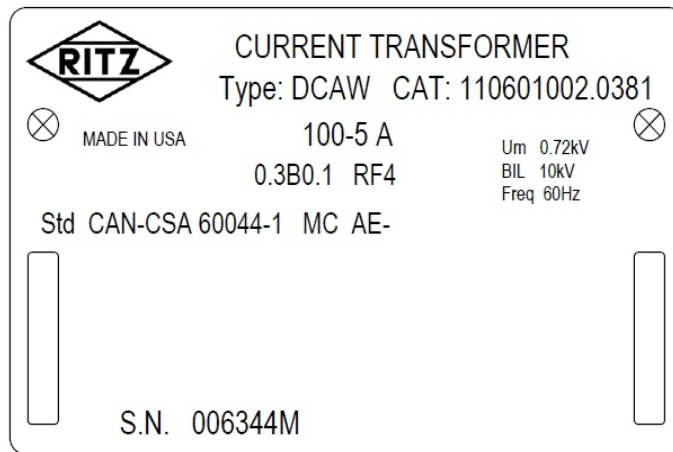 RITZ
CURRENT TRANSFORMER
Type: DCAW CAT: 110601002.0381
MADE IN USA
100-5 A
0.3B0.1 RF4
Um 0.72kV
BIL 10kV
Freq 60Hz
Std CAN-CSA 60044-1 MC AE-
S.N. 006344M